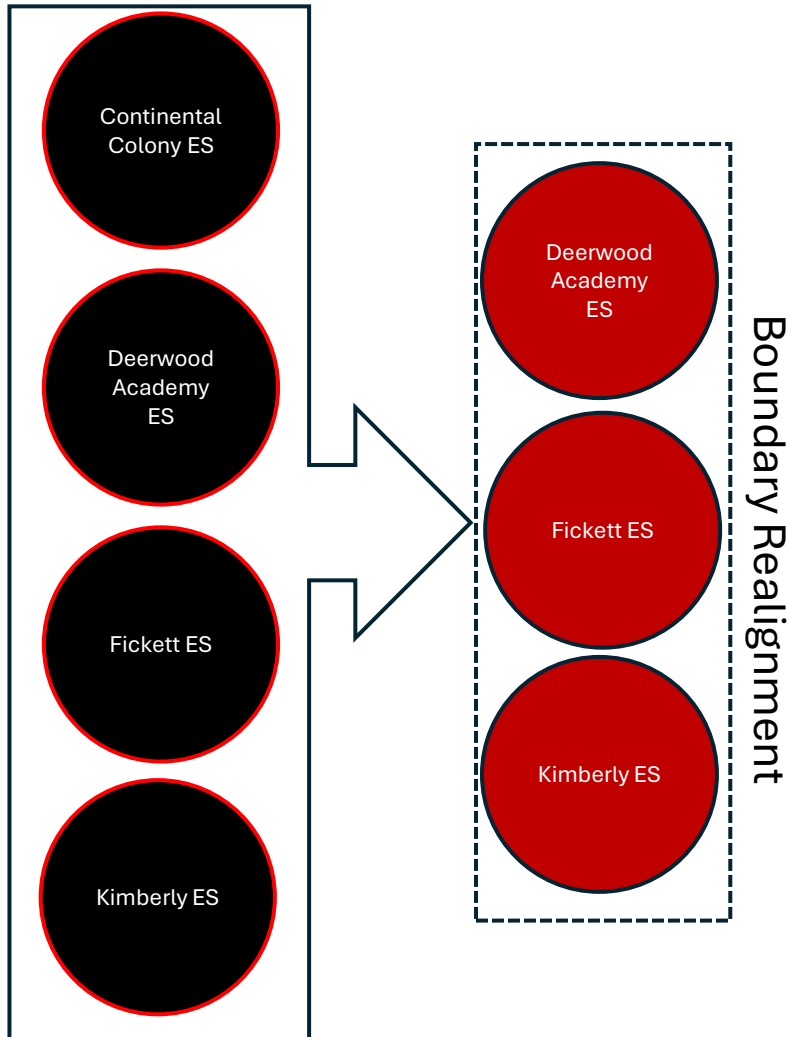 Continental
Colony ES
Deerwood
Academy
ES
Fickett ES
Kimberly ES
Deerwood
Academy
ES
Fickett ES
Kimberly ES
Boundary Realignment